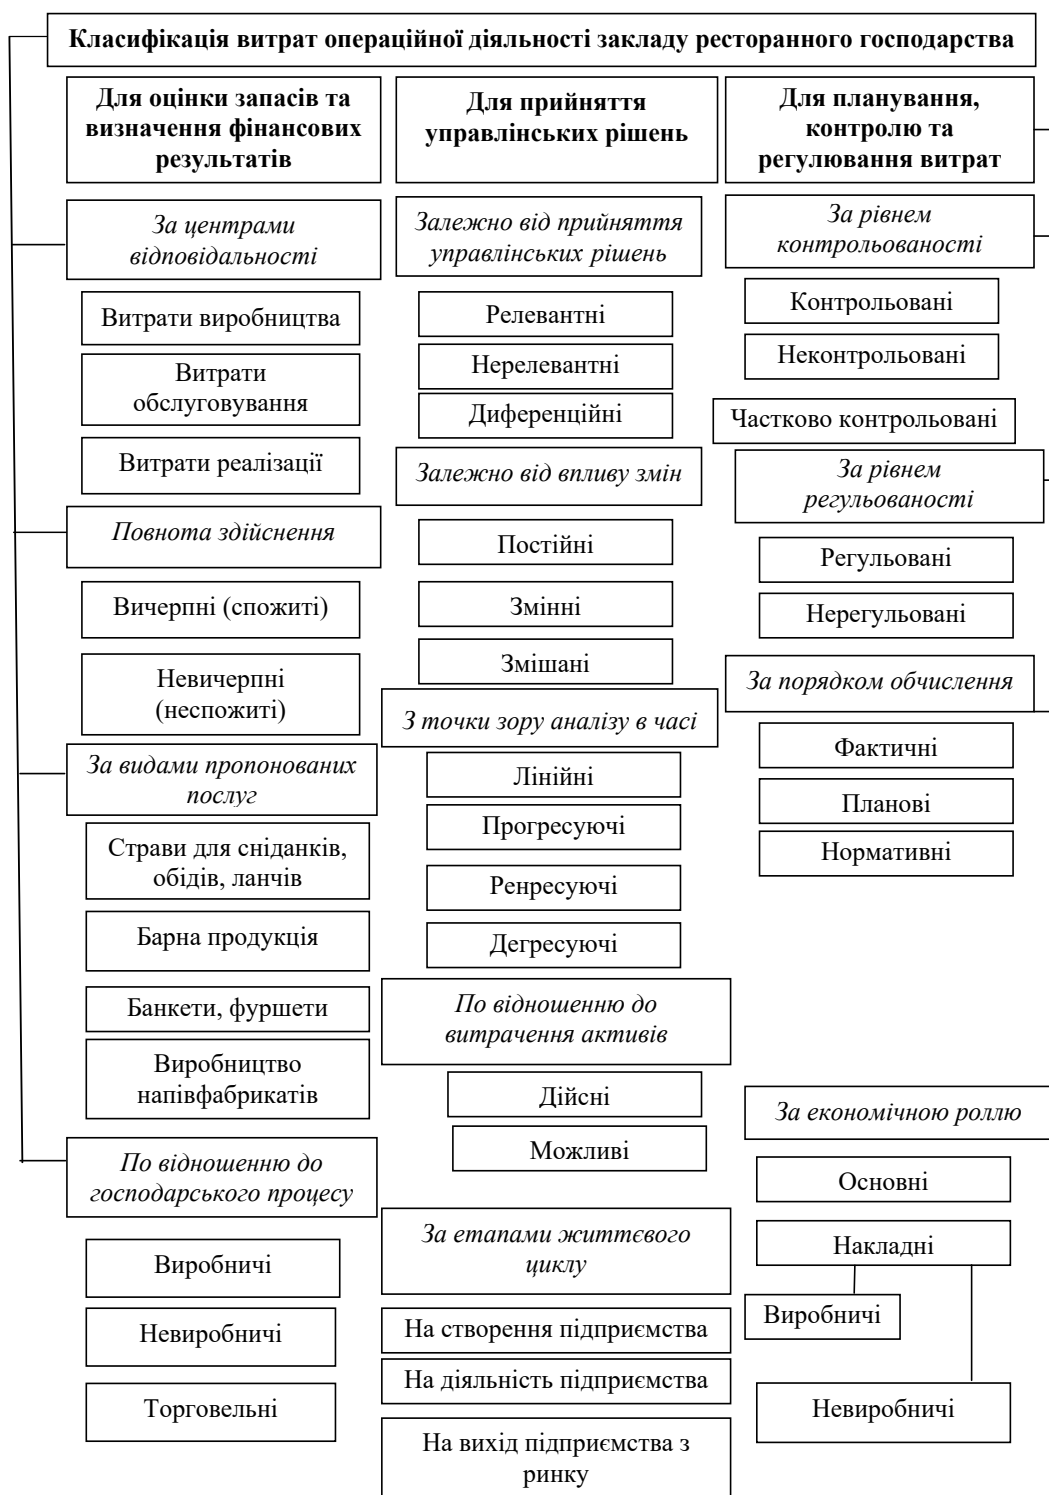 Класифікація витрат операційної діяльності закладу ресторанного господарства
Для оцінки запасів та
визначення фінансових
результатів
За центрами
відповідальності
Витрати виробництва
Витрати
обслуговування
Витрати реалізації
Повнота здійснення
Вичерпні (спожиті)
Невичерпні
(неспожиті)
За видами пропонованих
послуг
Страви для сніданків,
обідів, ланчів
Барна продукція
Банкети, фуршети
Виробництво
напівфабрикатів
По відношенню до
господарського процесу
Виробничі
Невиробничі
Торговельні
Для прийняття
управлінських рішень
Залежно від прийняття
управлінських рішень
Релевантні
Нерелевантні
Диференційні
Залежно від впливу змін
Постійні
Змінні
Змішані
З точки зору аналізу в часі
Лінійні
Прогресуючі
Ренресуючі
Дегресуючі
По відношенню до
витрачення активів
Дійсні
Можливі
За етапами життєвого
циклу
На створення підприємства
На діяльність підприємства
На вихід підприємства з
ринку
Для планування,
контролю та
регулювання витрат
За рівнем
контрольованості
Контрольовані
Неконтрольовані
Частково контрольовані
За рівнем
регульованості
Регульовані
Нерегульовані
За порядком обчислення
Фактичні
Планові
Нормативні
За економічною роллю
Основні
Накладні
Виробничі
Невиробничі